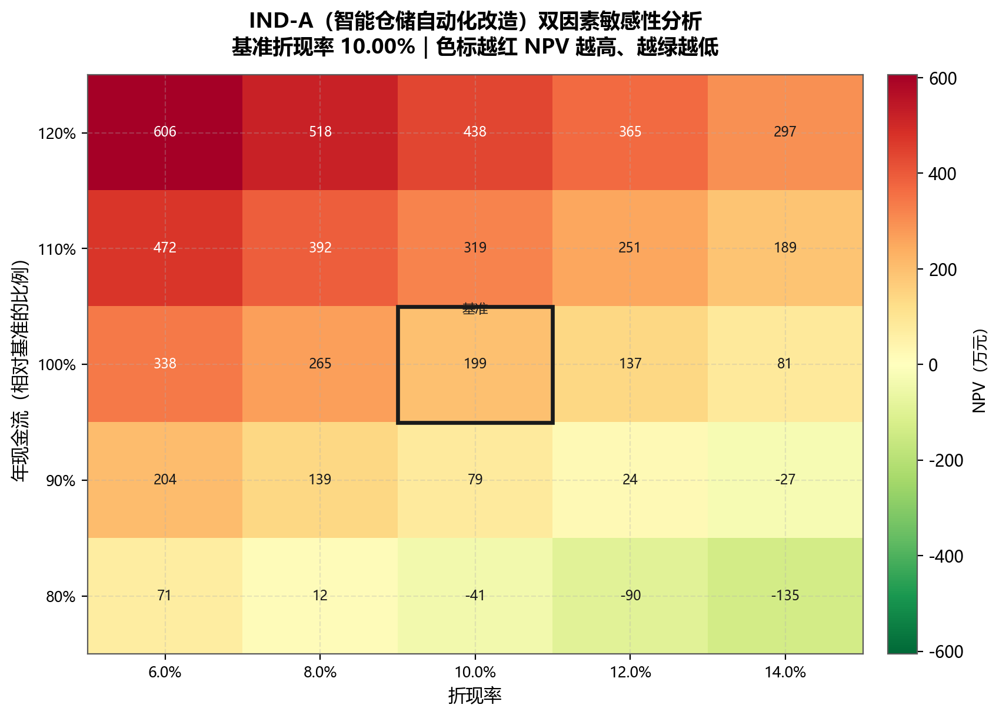 IND-A（智能仓储自动化改造）双因素敏感性分析
基准折现率 10.00%｜色标越红 NPV 越高、越绿越低
年现金流（相对基准的比例）
120% 606 518 438 365 297
110% 472 392 319 251 189
基准
100% 338 265 199 137 81
90% 204 139 79 24 -27
80% 71 12 -41 -90 -135
6.0% 8.0% 10.0% 12.0% 14.0%
折现率
600
400
200
0
-200
-400
-600
NPV（万元）